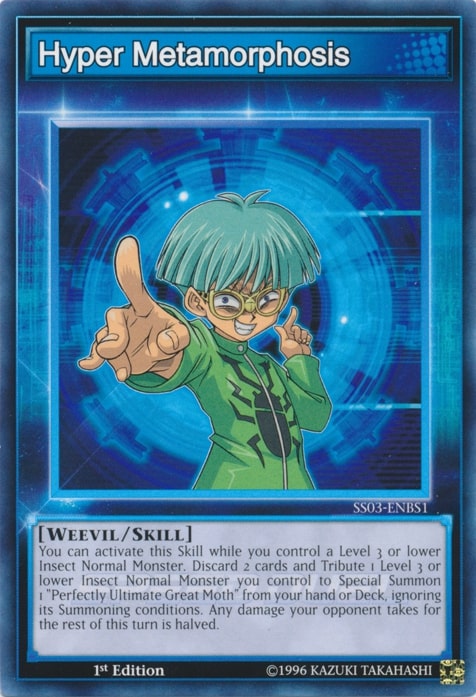 Hyper Metamorphosis
SS03-ENBS1
[WEEVIL/SKILL]
You can activate this Skill while you control a Level 3 or lower
Insect Normal Monster. Discard 2 cards and Tribute 1 Level 3 or
lower Insect Normal Monster you control to Special Summon
1 "Perfectly Ultimate Great Moth" from your hand or Deck, ignoring
its Summoning conditions. Any damage your opponent takes for
the rest of this turn is halved.
1st Edition
©1996 KAZUKI TAKAHASHI